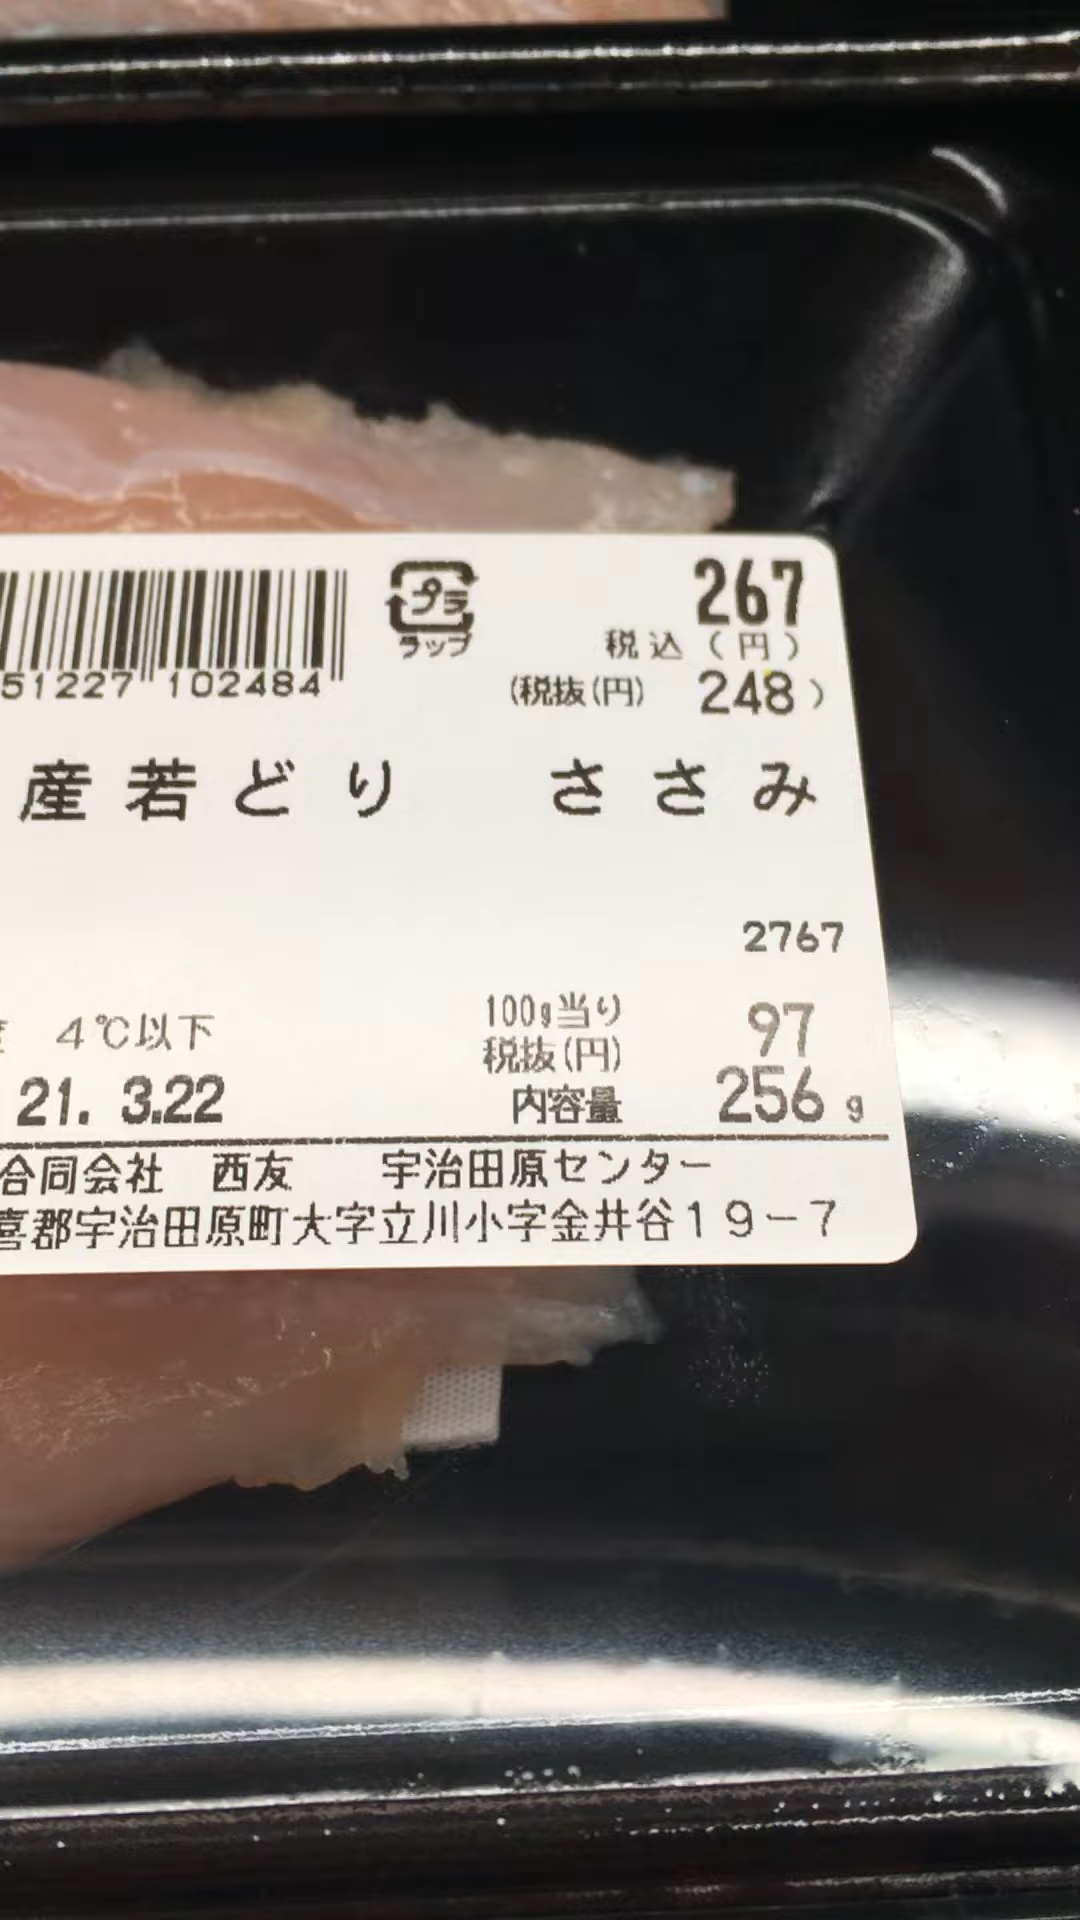 267
プラ
ラップ
税込(円)
51227 102484
(税抜(円) 248)
産若どり ささみ
2767
100g当り 97
4℃以下
税抜(円)
21. 3.22
内容量 256g
合同会社 西友 宇治田原センター
喜郡宇治田原町大字立川小字金井谷19-7